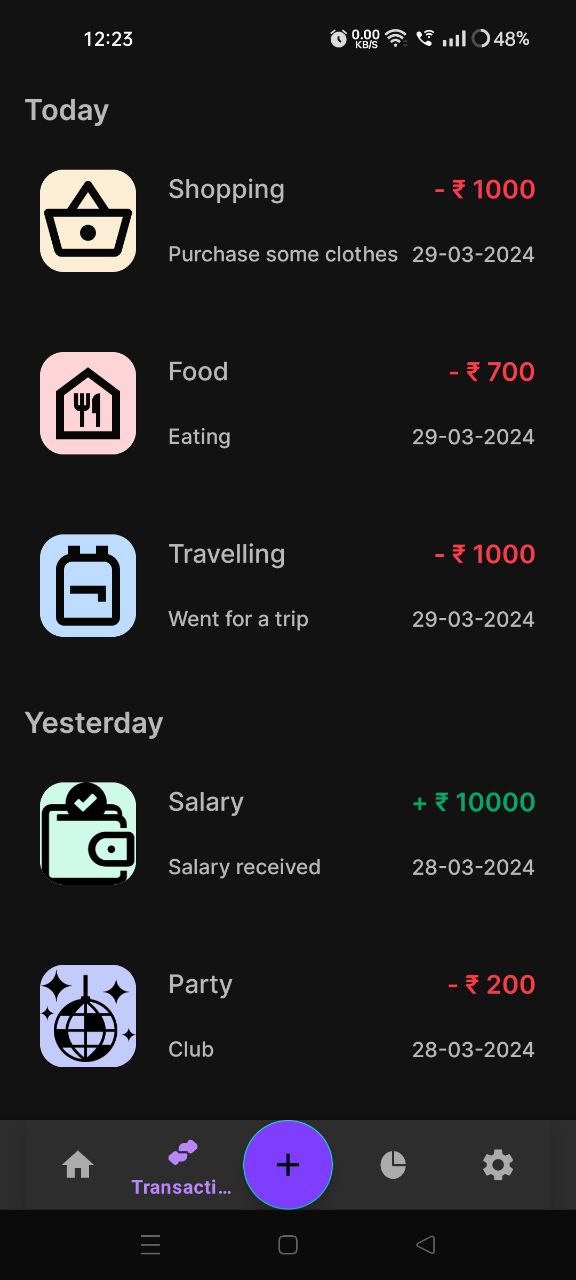 12:23 0.00 KB/S 48%
Today
Shopping - ₹ 1000
Purchase some clothes 29-03-2024
Food - ₹ 700
Eating 29-03-2024
Travelling - ₹ 1000
Went for a trip 29-03-2024
Yesterday
Salary + ₹ 10000
Salary received 28-03-2024
Party - ₹ 200
Club 28-03-2024
Transacti...